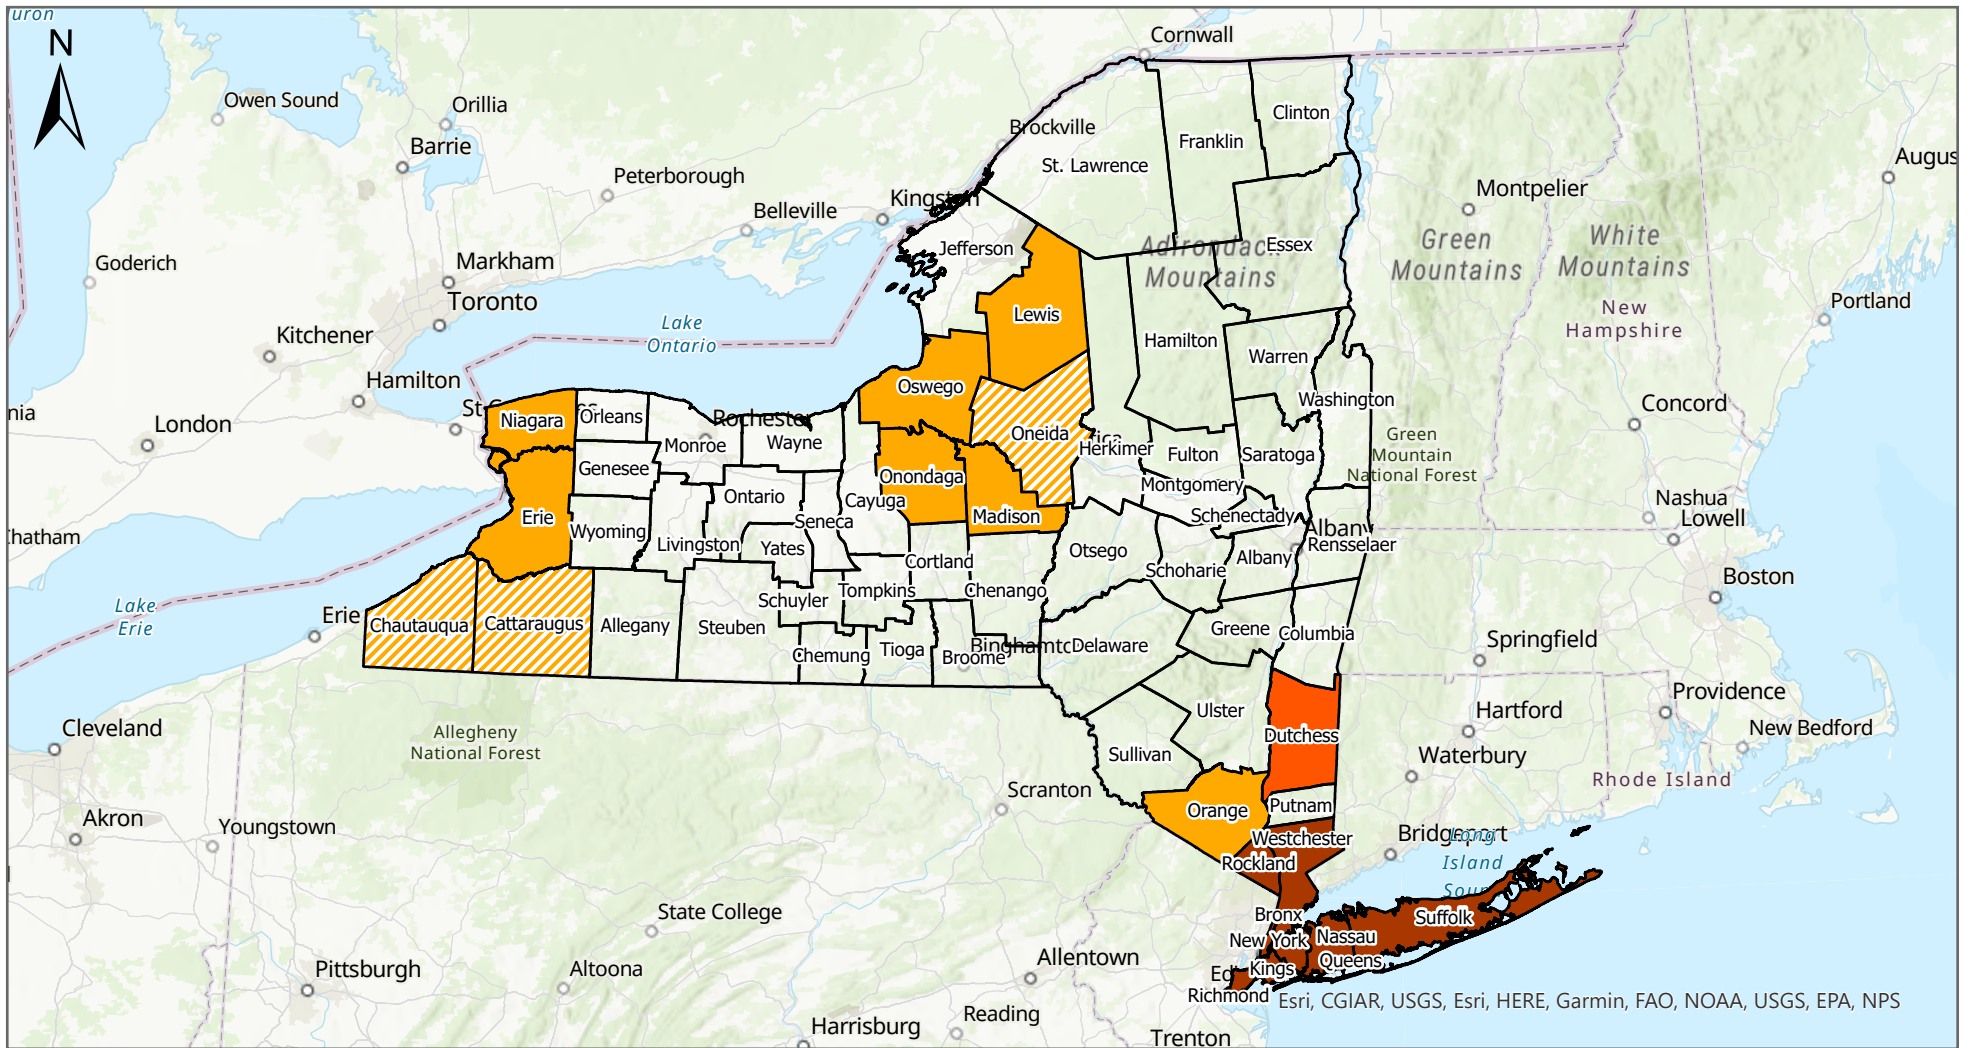 uron
N
Cornwall
Owen Sound
Orillia
Barrie
Brockville
Clinton
Franklin
St. Lawrence
Augus
Peterborough
Belleville
Montpelier
Jefferson
Essex
Adirondack
Mountains
Green
Mountains
White
Mountains
Goderich
Markham
Toronto
Lake
Ontario
Lewis
New
Hampshire
Portland
Kitchener
Hamilton
Hamilton
Warren
Oswego
Washington
nia
London
Niagara
Orleans
Rochester
Monroe
Wayne
Oneida
Herkimer
Fulton
Saratoga
Green
Mountain
National Forest
Concord
Genesee
Onondaga
Montgomery
Ontario
Cayuga
Madison
Schenectady
Nashua
Lowell
Chatham
Erie
Wyoming
Seneca
Livingston
Yates
Cortland
Otsego
Albany
Albany
Rensselaer
Schoharie
Boston
Lake
Erie
Erie
Chautauqua
Cattaraugus
Allegany
Steuben
Schuyler
Tompkins
Chenango
Greene
Columbia
Springfield
Chemung
Tioga
Broome
Delaware
Providence
Cleveland
Allegheny
National Forest
Ulster
Dutchess
Hartford
New Bedford
Sullivan
Waterbury
Rhode Island
Scranton
Orange
Putnam
Akron
Youngstown
Westchester
Bridgeport
Rockland
Long
Island
Soun
State College
Bronx
Suffolk
New York
Nassau
Pittsburgh
Altoona
Allentown
Ed
Kings
Queens
Richmond
Esri, CGIAR, USGS, Esri, HERE, Garmin, FAO, NOAA, USGS, EPA, NPS
Harrisburg
Reading
Trenton